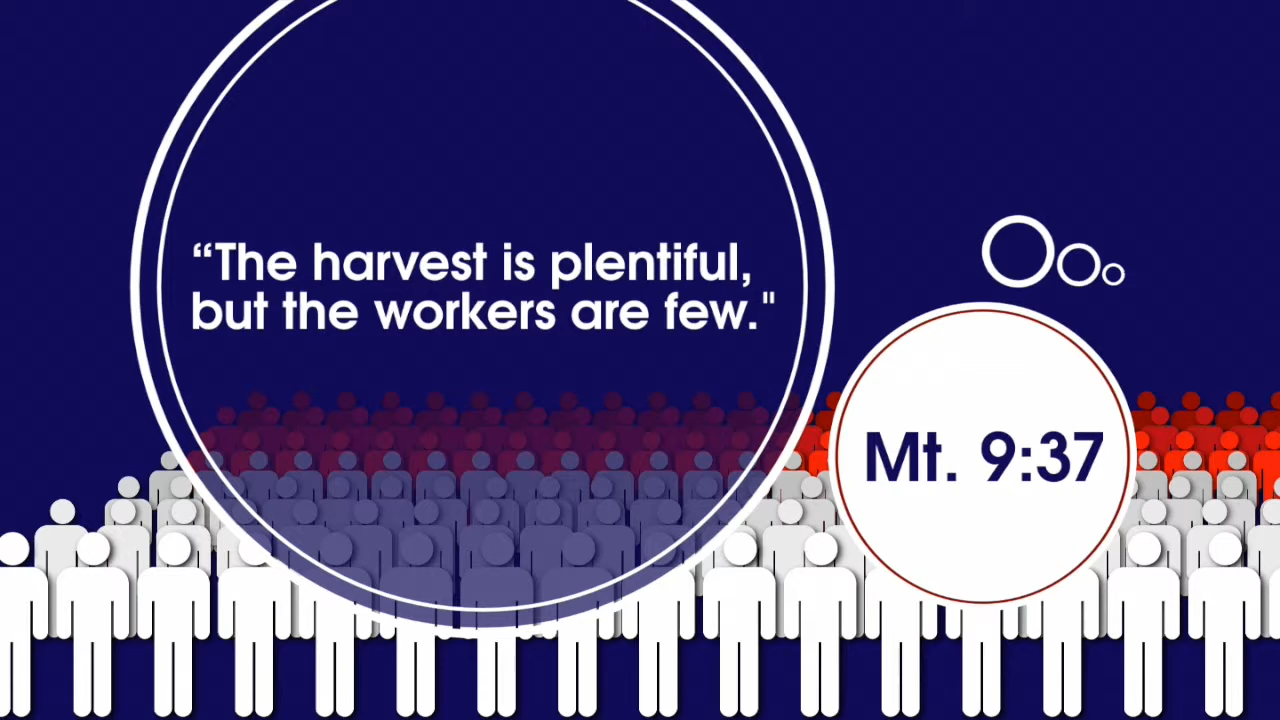 “The harvest is plentiful,
but the workers are few."
Mt. 9:37